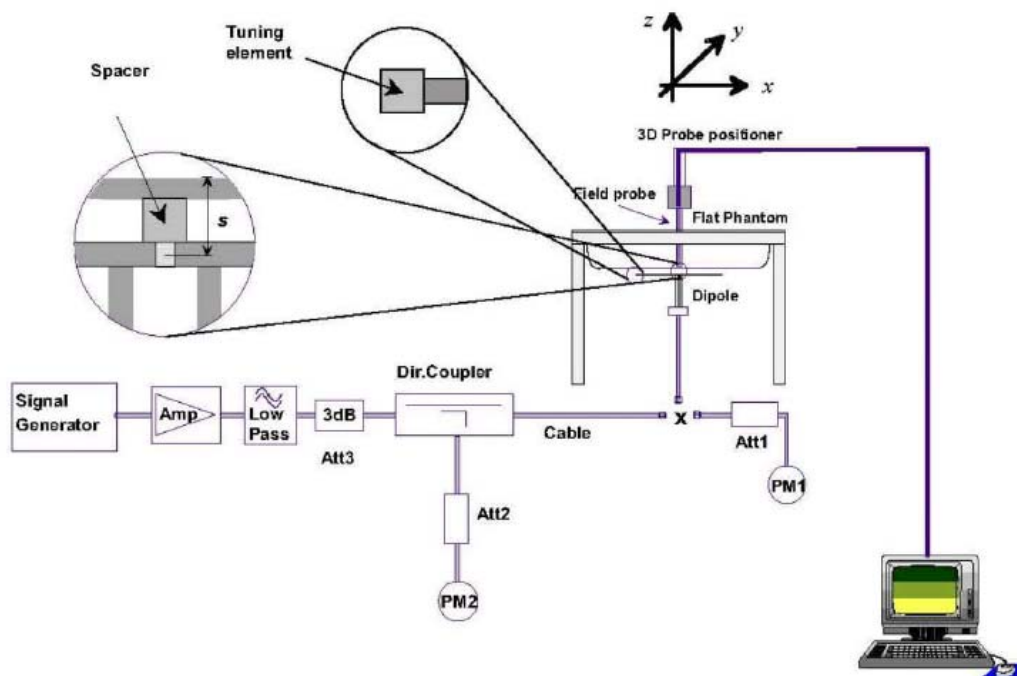 Tuning
element
Spacer
s
z
y
x
3D Probe positioner
Field probe
Flat Phantom
Dipole
Signal
Generator
Amp
Low
Pass
3dB
Att3
Dir.Coupler
Cable
x
Att1
PM1
Att2
PM2